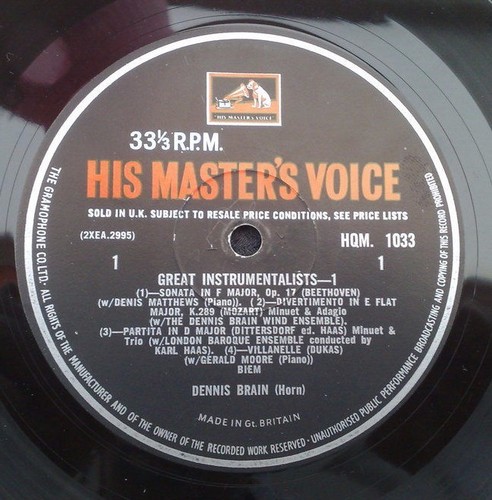 "HIS MASTER'S VOICE"
33⅓ R.P.M.
HIS MASTER'S VOICE
SOLD IN U.K. SUBJECT TO RESALE PRICE CONDITIONS, SEE PRICE LISTS
(2XEA.2995) HQM. 1033
1 1
GREAT INSTRUMENTALISTS—1
(1)—SONATA IN F MAJOR, Op. 17 (BEETHOVEN)
(w/DENIS MATTHEWS (Piano)). (2)—DIVERTIMENTO IN E FLAT
MAJOR, K.289 (MOZART) Minuet & Adagio
(w/THE DENNIS BRAIN WIND ENSEMBLE).
(3)—PARTITA IN D MAJOR (DITTERSDORF ed. HAAS) Minuet &
Trio (w/LONDON BAROQUE ENSEMBLE conducted by
KARL HAAS). (4)—VILLANELLE (DUKAS)
(w/GERALD MOORE (Piano))
BIEM
DENNIS BRAIN (Horn)
MADE IN Gt. BRITAIN
THE GRAMOPHONE CO. LTD. · ALL RIGHTS OF THE MANUFACTURER AND OF THE OWNER OF THE RECORDED WORK RESERVED · UNAUTHORISED PUBLIC PERFORMANCE BROADCASTING AND COPYING OF THIS RECORD PROHIBITED